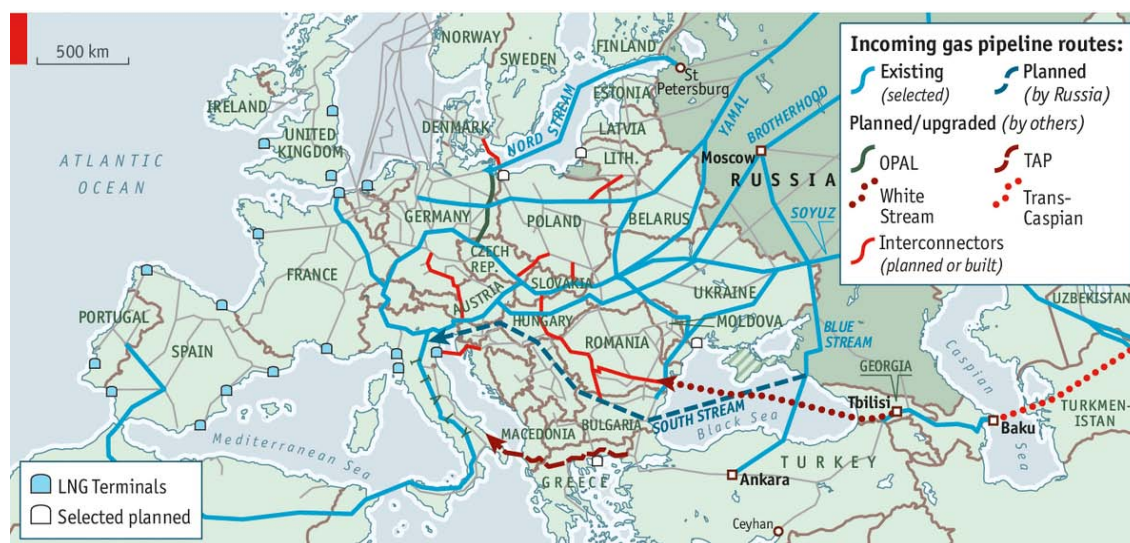 500 km
NORWAY
SWEDEN
FINLAND
St
Petersburg
ESTONIA
LATVIA
LITH.
DENMARK
NORD STREAM
IRELAND
UNITED
KINGDOM
ATLANTIC
OCEAN
YAMAL
BROTHERHOOD
Moscow
RUSSIA
SOYUZ
GERMANY
POLAND
BELARUS
CZECH
REP.
FRANCE
SLOVAKIA
AUSTRIA
HUNGARY
UKRAINE
MOLDOVA
ROMANIA
PORTUGAL
SPAIN
ITALY
BLUE
STREAM
GEORGIA
Tbilisi
Caspian
Sea
UZBEKISTAN
TURKMEN-
ISTAN
Baku
SOUTH STREAM
Black Sea
BULGARIA
MACEDONIA
GREECE
TURKEY
Ankara
Ceyhan
Mediterranean Sea
Incoming gas pipeline routes:
Existing
(selected)
Planned
(by Russia)
Planned/upgraded (by others)
OPAL
TAP
White
Stream
Trans-
Caspian
Interconnectors
(planned or built)
LNG Terminals
Selected planned